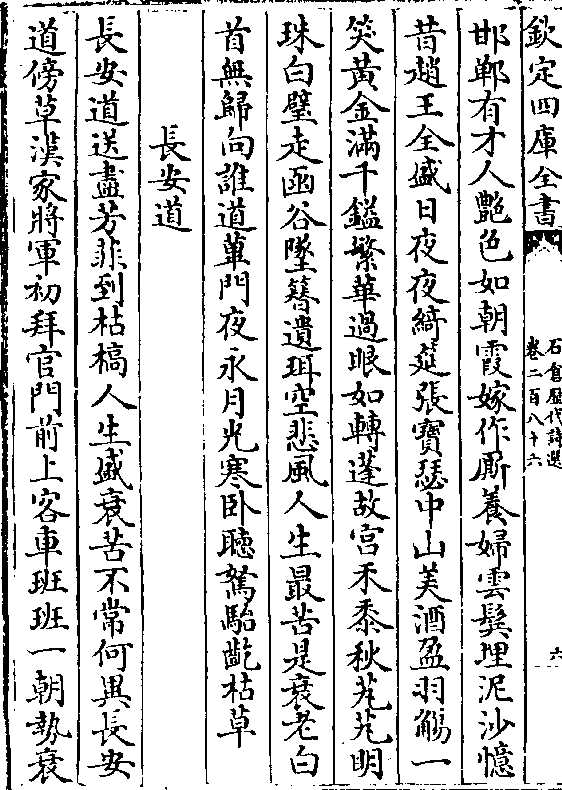 欽定四庫全書
石倉歷代詩選
卷二百八十六
六
邯鄲有才人艶色如朝霞嫁作厮養婦雲鬓埋泥沙憶
昔趙王全盛日夜夜綺筵張寶瑟中山美酒盈羽觴一
笑黃金滿千鎰繁華過眼如轉蓬故宫禾黍秋芃芃明
珠白璧走函谷墜簪遺珥空悲風人生最苦是衰老白
首無歸向誰道蓽門夜永月光寒卧聽駑駘齕枯草
長安道
長安道送盡芳菲到枯槁人生盛衰苦不常何異長安
道傍草漢家將軍初拜官門前上客車班班一朝勢衰